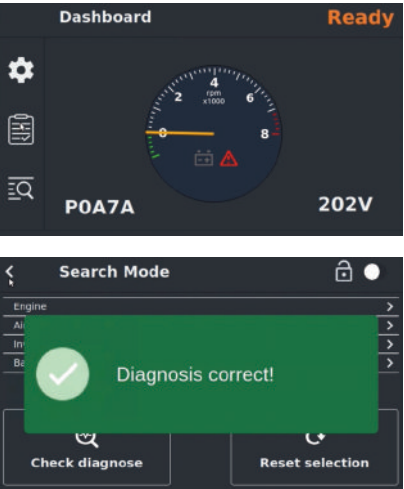 Dashboard Ready
4
rpm
x1000
2 6
0 8
P0A7A 202V
Search Mode
Engine
Diagnosis correct!
Check diagnose Reset selection